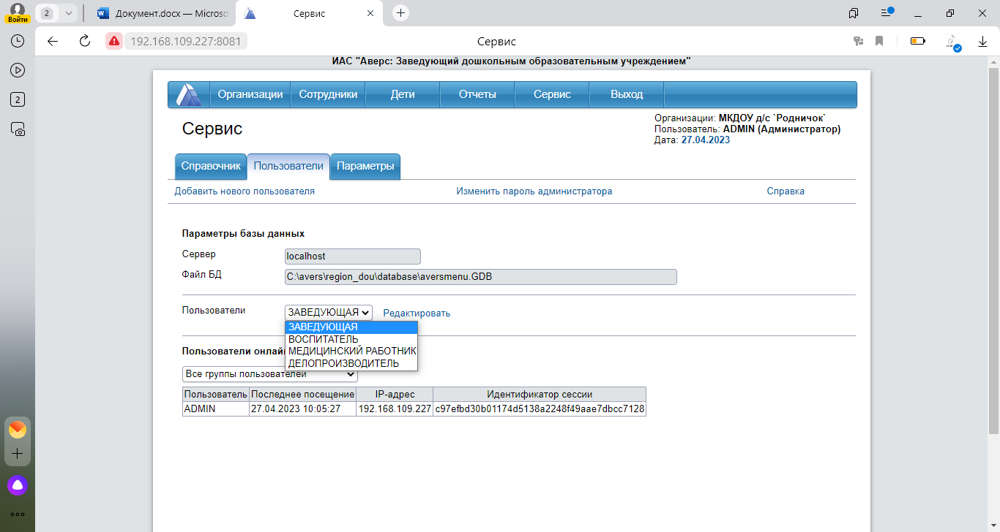 Войти
2
Документ.docx — Microso
Сервис
192.168.109.227:8081
Сервис
2
ИАС "Аверс: Заведующий дошкольным образовательным учреждением"
Организации
Сотрудники
Дети
Отчеты
Сервис
Выход
Сервис
Организации: МКДОУ д/с `Родничок`
Пользователь: ADMIN (Администратор)
Дата: 27.04.2023
Справочник
Пользователи
Параметры
Добавить нового пользователя
Изменить пароль администратора
Справка
Параметры базы данных
Сервер
localhost
Файл БД
C:\avers\region_dou\database\aversmenu.GDB
Пользователи
ЗАВЕДУЮЩАЯ
Редактировать
ЗАВЕДУЮЩАЯ
ВОСПИТАТЕЛЬ
МЕДИЦИНСКИЙ РАБОТНИК
ДЕЛОПРОИЗВОДИТЕЛЬ
Пользователи онлайн
Все группы пользователей
Пользователь Последнее посещение IP-адрес Идентификатор сессии
ADMIN 27.04.2023 10:05:27 192.168.109.227 c97efbd30b01174d5138a2248f49aae7dbcc7128